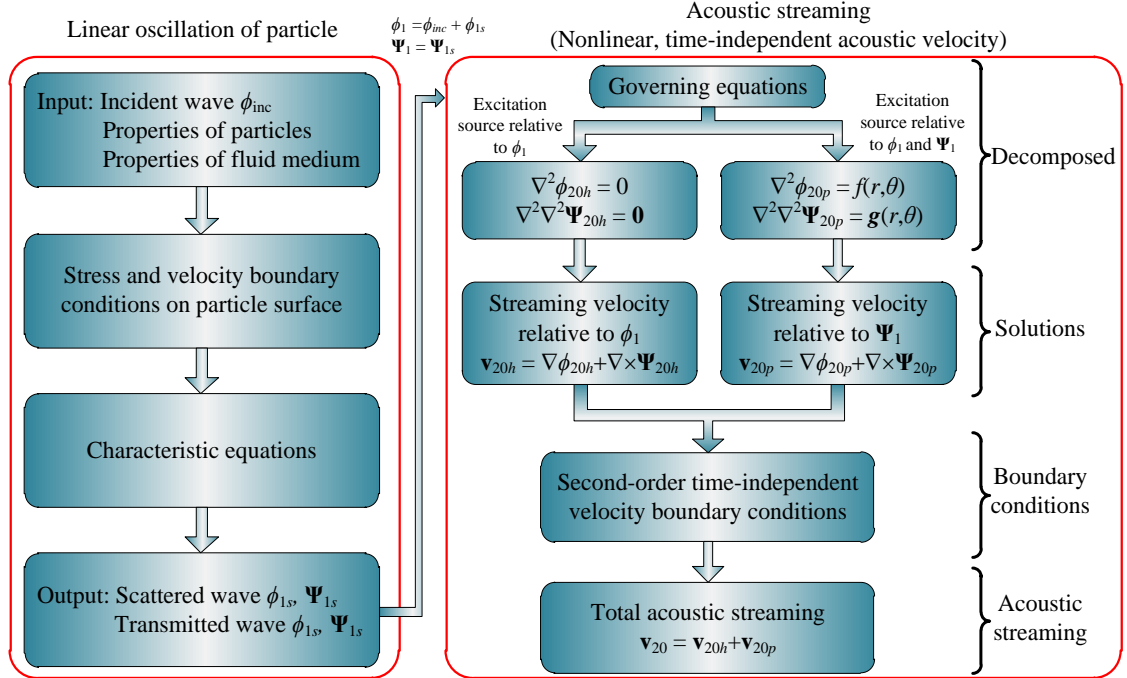 Linear oscillation of particle
Input: Incident wave ϕinc
Properties of particles
Properties of fluid medium
Stress and velocity boundary
conditions on particle surface
Characteristic equations
Output: Scattered wave ϕ1s, Ψ1s
Transmitted wave ϕ1s, Ψ1s
ϕ1 =ϕinc + ϕ1s
Ψ1 = Ψ1s
Acoustic streaming
(Nonlinear, time-independent acoustic velocity)
Governing equations
Excitation
source relative
to ϕ1
Excitation
source relative
to ϕ1 and Ψ1
∇²ϕ20h = 0
∇²∇²Ψ20h = 0
∇²ϕ20p = f(r,θ)
∇²∇²Ψ20p = g(r,θ)
Decomposed
Streaming velocity
relative to ϕ1
v20h = ∇ϕ20h+∇×Ψ20h
Streaming velocity
relative to Ψ1
v20p = ∇ϕ20p+∇×Ψ20p
Solutions
Second-order time-independent
velocity boundary conditions
Boundary
conditions
Total acoustic streaming
v20 = v20h+v20p
Acoustic
streaming